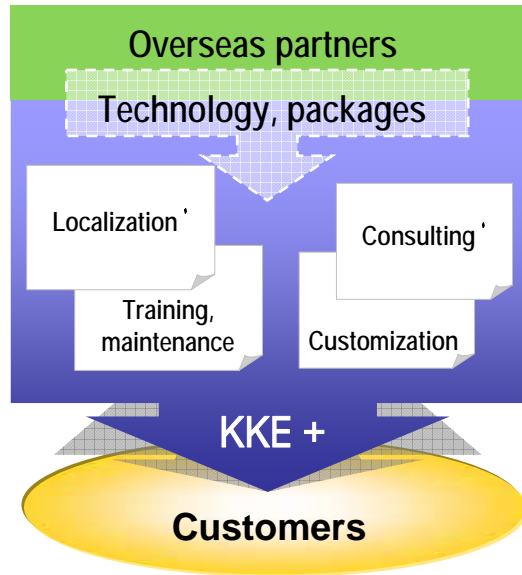 Overseas partners
Technology, packages
Localization '
Consulting '
Training,
maintenance
Customization
KKE +
Customers